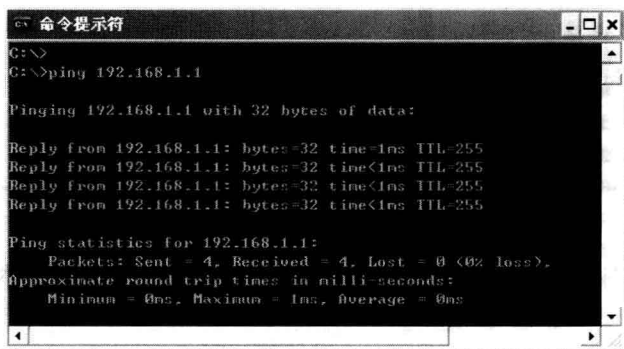 命令提示符
C:\>
C:\>ping 192.168.1.1
Pinging 192.168.1.1 with 32 bytes of data:
Reply from 192.168.1.1: bytes=32 time=1ms TTL=255
Reply from 192.168.1.1: bytes=32 time<1ms TTL=255
Reply from 192.168.1.1: bytes=32 time<1ms TTL=255
Reply from 192.168.1.1: bytes=32 time<1ms TTL=255
Ping statistics for 192.168.1.1:
Packets: Sent = 4, Received = 4, Lost = 0 (0% loss),
Approximate round trip times in milli-seconds:
Minimum = 0ms, Maximum = 1ms, Average = 0ms